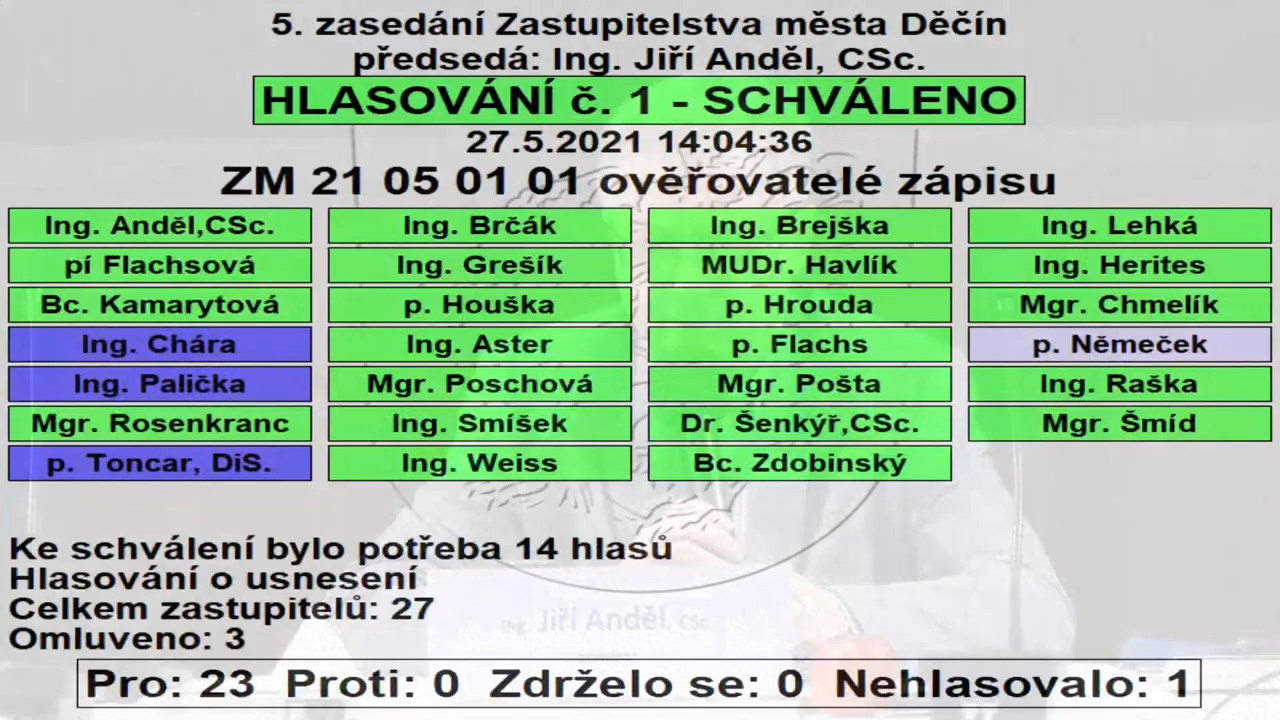 5. zasedání Zastupitelstva města Děčín
předsedá: Ing. Jiří Anděl, CSc.
HLASOVÁNÍ č. 1 - SCHVÁLENO
27.5.2021 14:04:36
ZM 21 05 01 01 ověřovatelé zápisu
Ing. Anděl,CSc. Ing. Brčák Ing. Brejška Ing. Lehká
pí Flachsová Ing. Grešík MUDr. Havlík Ing. Herites
Bc. Kamarytová p. Houška p. Hrouda Mgr. Chmelík
Ing. Chára Ing. Aster p. Flachs p. Němeček
Ing. Palička Mgr. Poschová Mgr. Pošta Ing. Raška
Mgr. Rosenkranc Ing. Smíšek Dr. Šenkýř,CSc. Mgr. Šmíd
p. Toncar, DiS. Ing. Weiss Bc. Zdobinský
Ke schválení bylo potřeba 14 hlasů
Hlasování o usnesení
Celkem zastupitelů: 27
Ing. Jiří Anděl, CSc.
Omluveno: 3
Pro: 23 Proti: 0 Zdrželo se: 0 Nehlasovalo: 1